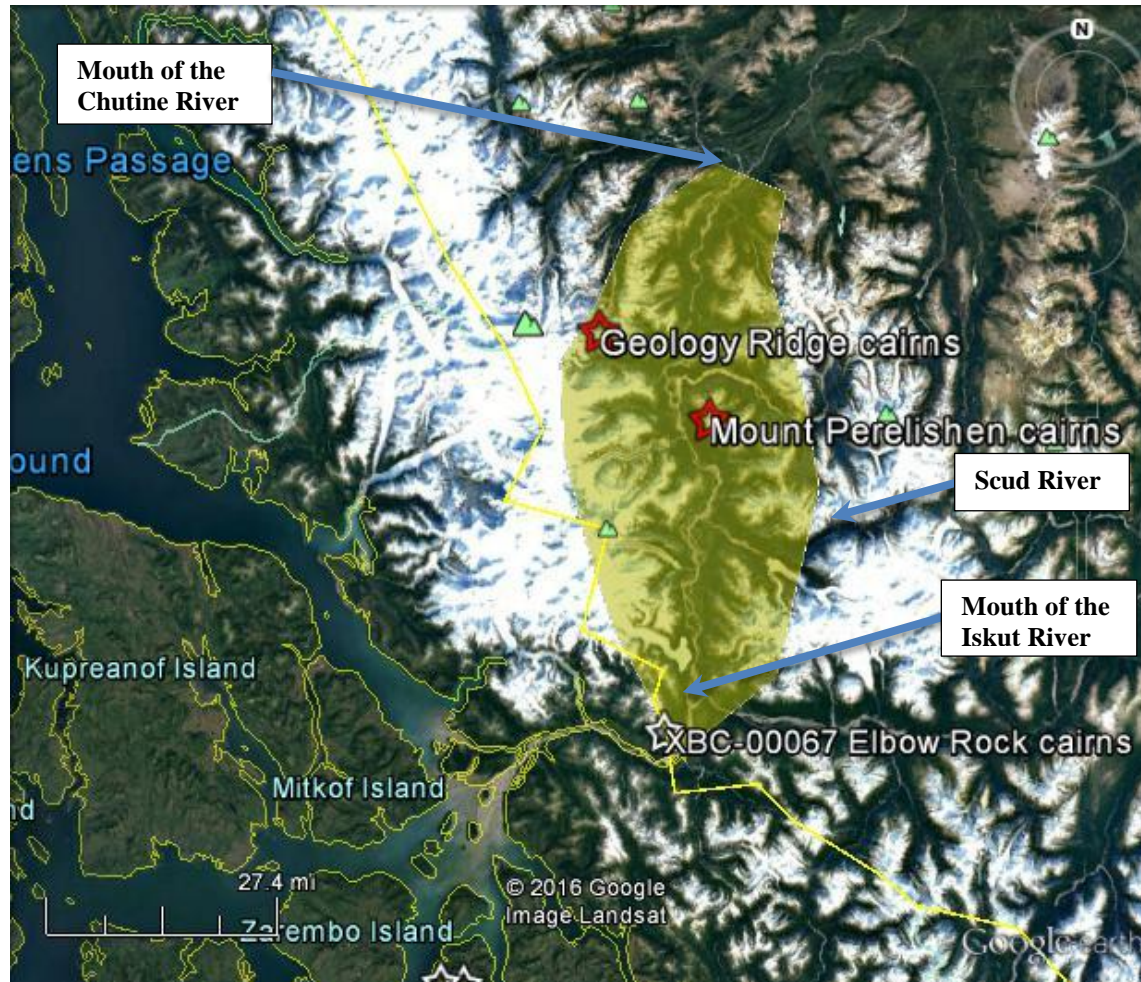 N
Mouth of the
Chutine River
ens Passage
Geology Ridge cairns
Mount Perelishen cairns
ound
Scud River
Mouth of the
Iskut River
Kupreanof Island
XBC-00067 Elbow Rock cairns
Mitkof Island
nd
27.4 mi
© 2016 Google
Image Landsat
Zarembo Island
Google earth